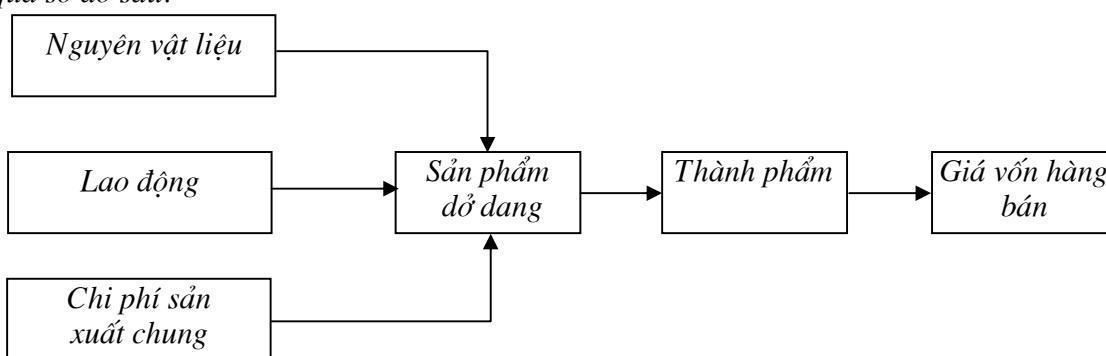 qua sơ đồ sau:
Nguyên vật liệu
Lao động
Sản phẩm
dở dang
Thành phẩm
Giá vốn hàng
bán
Chi phí sản
xuất chung